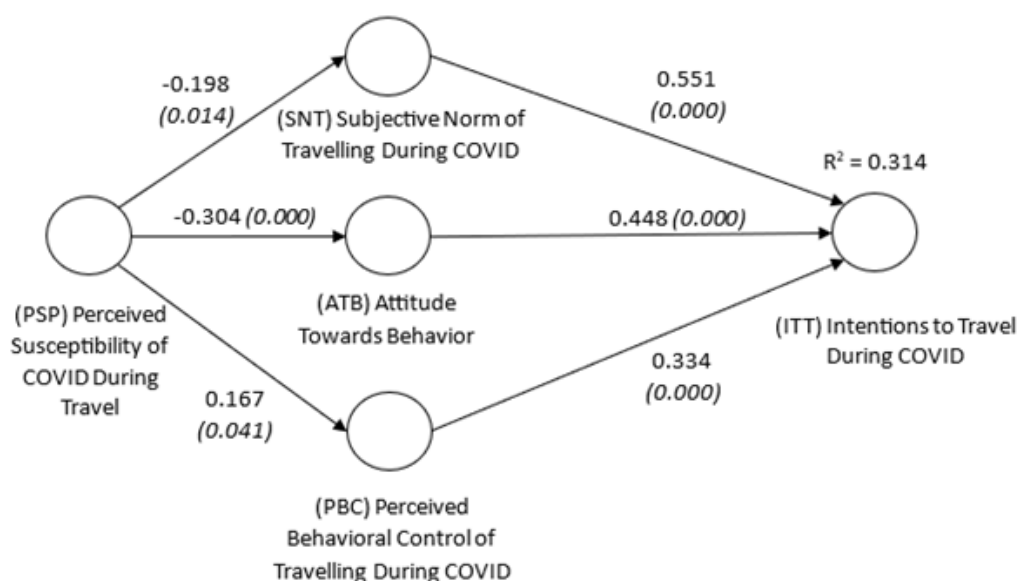 -0.198
(0.014)
(SNT) Subjective Norm of
Travelling During COVID
0.551
(0.000)
R² = 0.314
-0.304 (0.000)
0.448 (0.000)
(PSP) Perceived
Susceptibility of
COVID During
Travel
(ATB) Attitude
Towards Behavior
(ITT) Intentions to Travel
During COVID
0.167
(0.041)
0.334
(0.000)
(PBC) Perceived
Behavioral Control of
Travelling During COVID